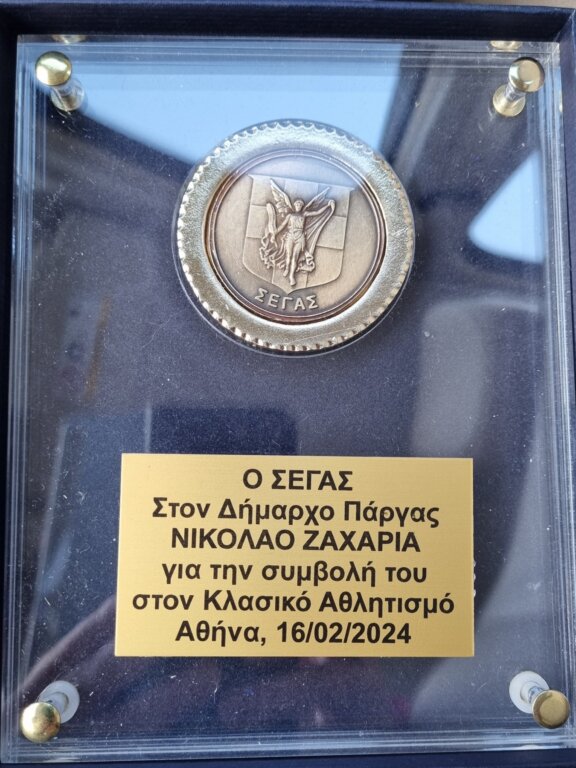 ΣΕΓΑΣ
Ο ΣΕΓΑΣ
Στον Δήμαρχο Πάργας
ΝΙΚΟΛΑΟ ΖΑΧΑΡΙΑ
για την συμβολή του
στον Κλασικό Αθλητισμό
Αθήνα, 16/02/2024